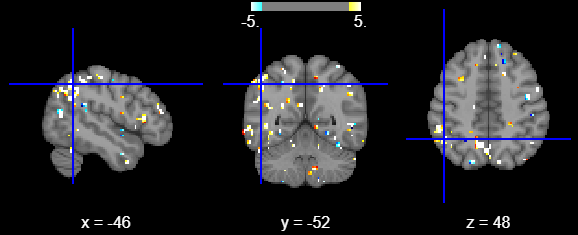 -5. 5.
x = -46 y = -52 z = 48